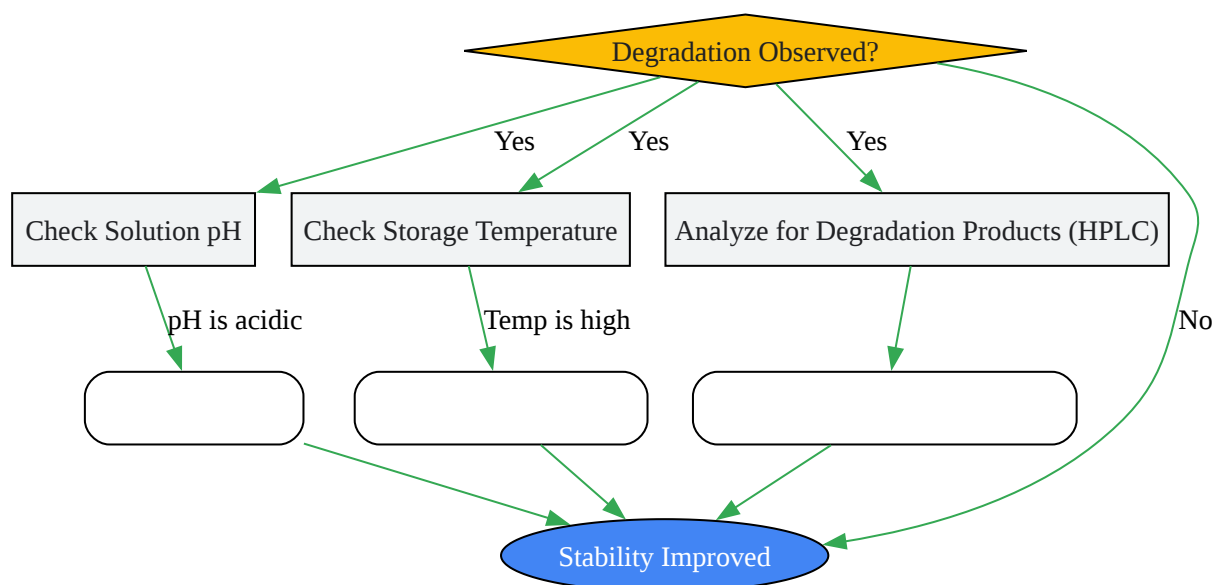 Degradation Observed?
Yes
Yes
Yes
Check Solution pH
Check Storage Temperature
Analyze for Degradation Products (HPLC)
pH is acidic
Temp is high
No
Stability Improved